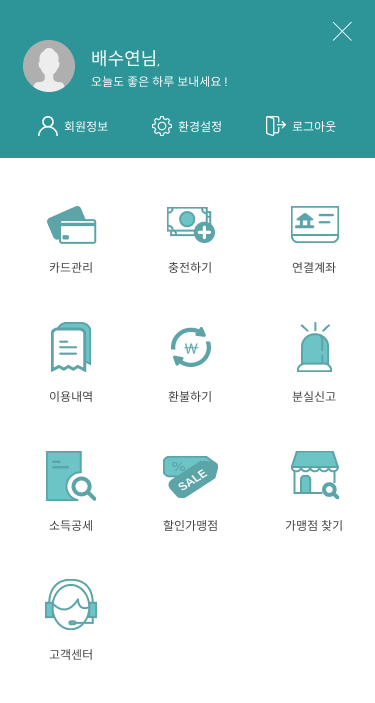 배수연님,
오늘도 좋은 하루 보내세요 !
회원정보 환경설정 로그아웃
카드관리 충전하기 연결계좌
₩
이용내역 환불하기 분실신고
% SALE
소득공세 할인가맹점 가맹점 찾기
고객센터